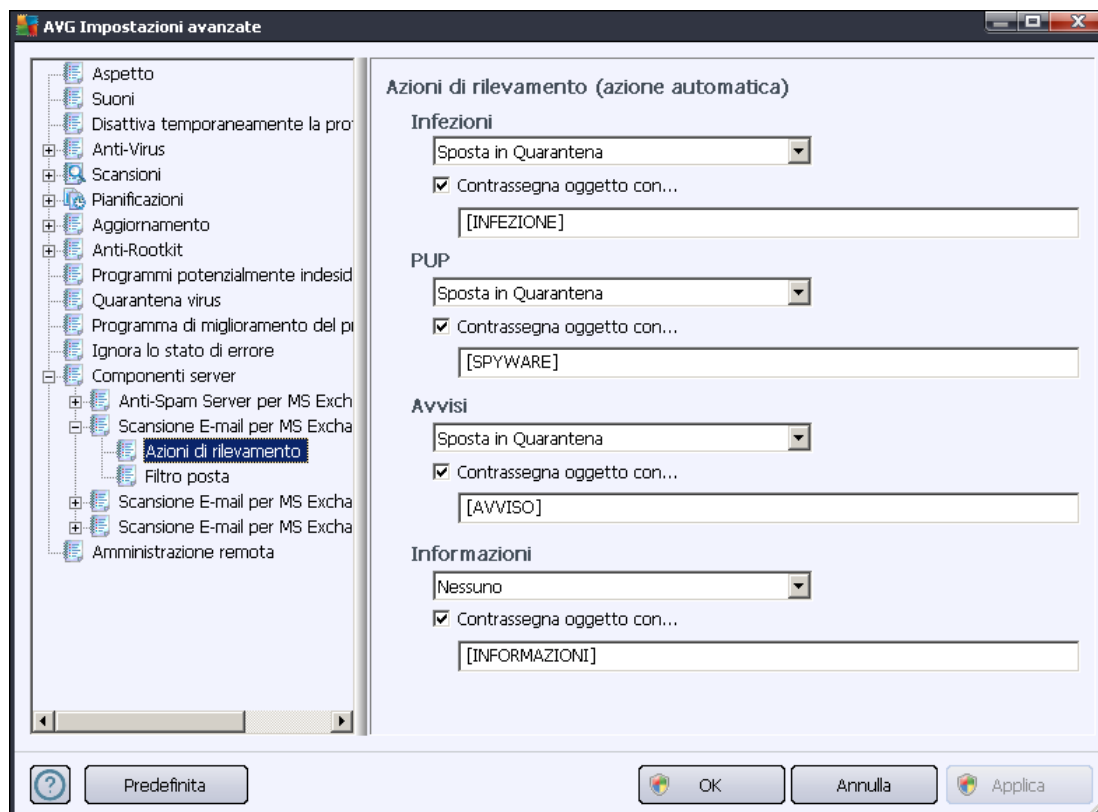 AVG Impostazioni avanzate
Aspetto
Suoni
Disattiva temporaneamente la pro
Anti-Virus
Scansioni
Pianificazioni
Aggiornamento
Anti-Rootkit
Programmi potenzialmente indesid
Quarantena virus
Programma di miglioramento del p
Ignora lo stato di errore
Componenti server
Anti-Spam Server per MS Exch
Scansione E-mail per MS Excha
Azioni di rilevamento
Filtro posta
Scansione E-mail per MS Excha
Scansione E-mail per MS Excha
Amministrazione remota
Azioni di rilevamento (azione automatica)
Infezioni
Sposta in Quarantena
Contrassegna oggetto con...
[INFEZIONE]
PUP
Sposta in Quarantena
Contrassegna oggetto con...
[SPYWARE]
Avvisi
Sposta in Quarantena
Contrassegna oggetto con...
[AVVISO]
Informazioni
Nessuno
Contrassegna oggetto con...
[INFORMAZIONI]
? Predefinita OK Annulla Applica